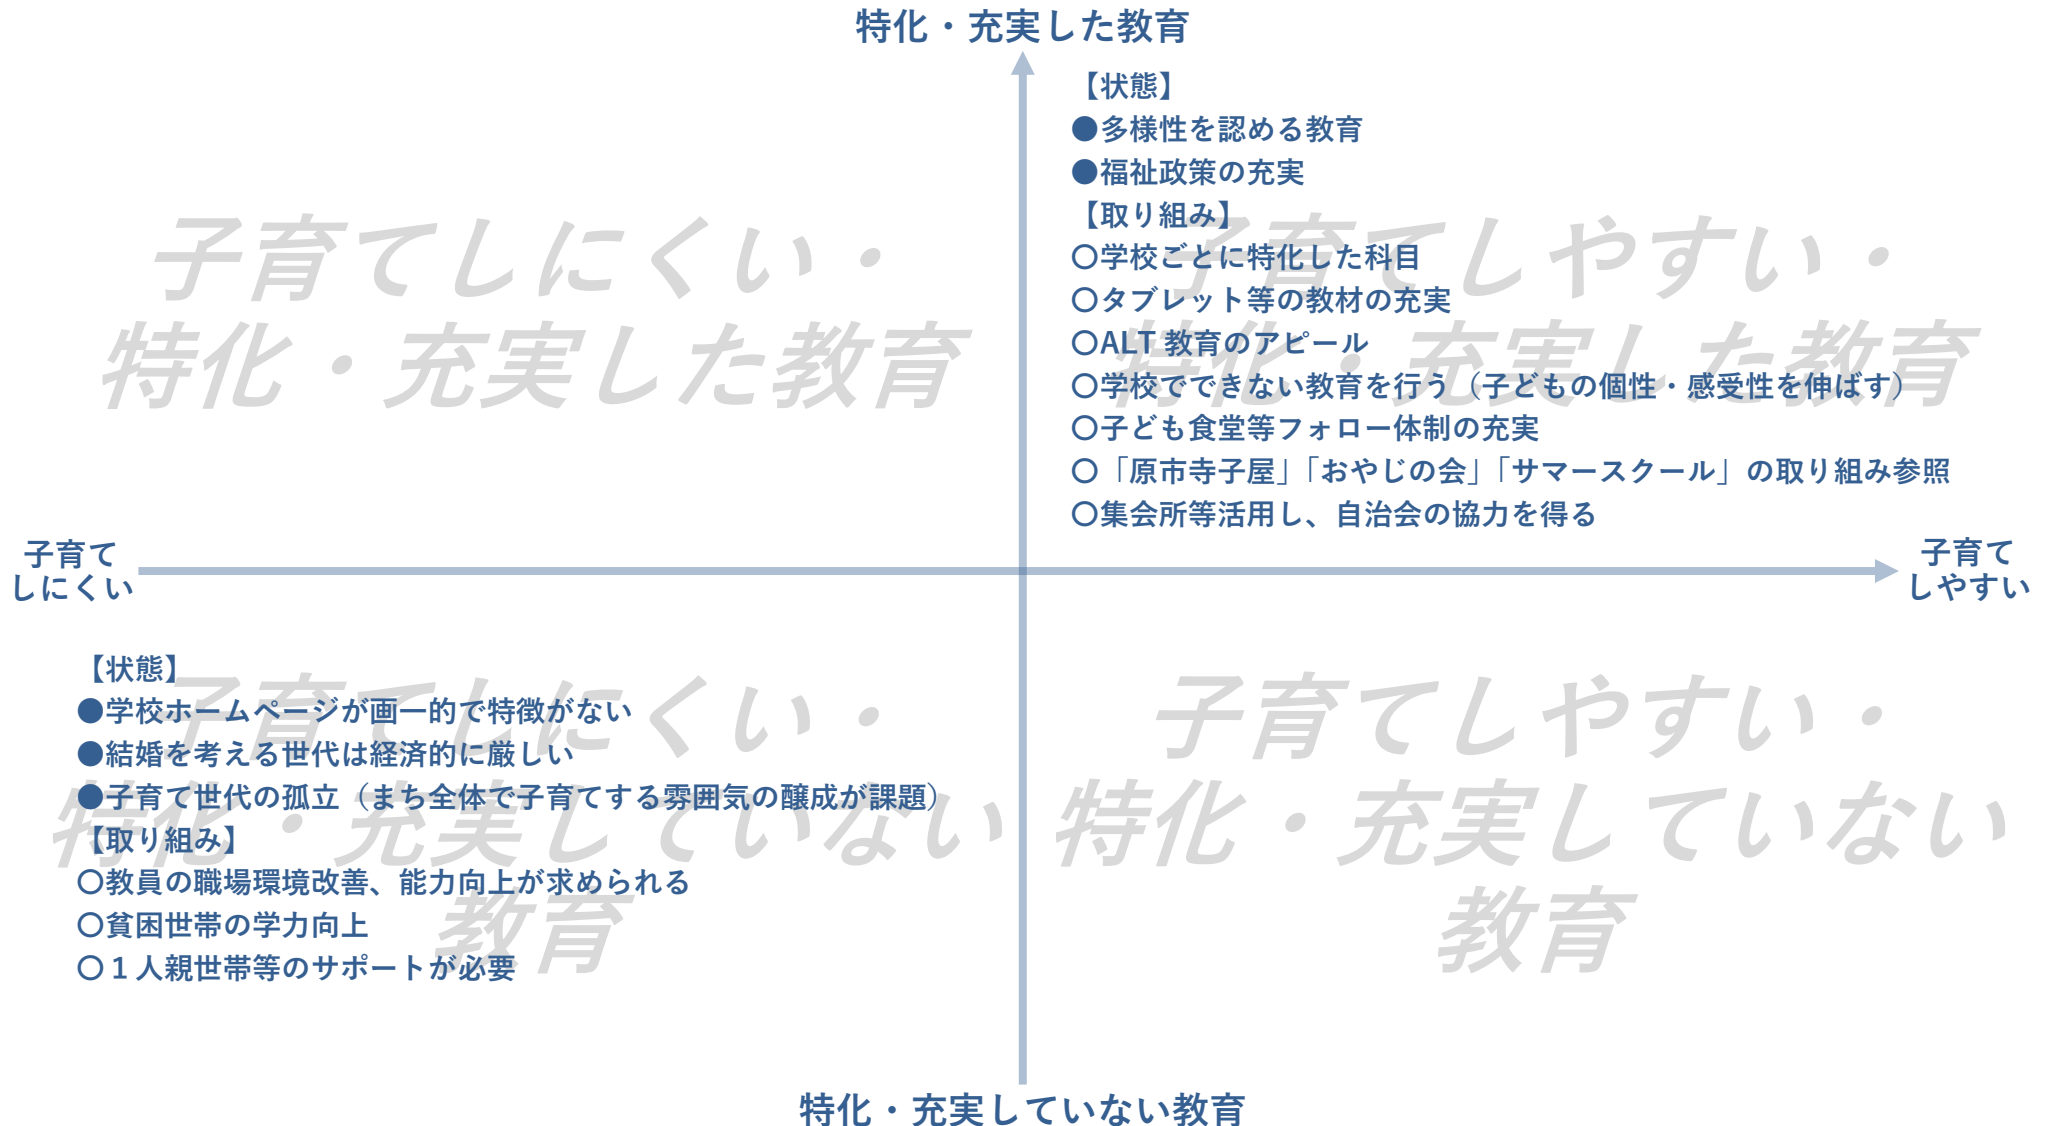 特化・充実した教育
【状態】
●多様性を認める教育
●福祉政策の充実
【取り組み】
〇学校ごとに特化した科目
〇タブレット等の教材の充実
〇ALT 教育のアピール
〇学校でできない教育を行う（子どもの個性・感受性を伸ばす）
〇子ども食堂等フォロー体制の充実
〇「原市寺子屋」「おやじの会」「サマースクール」の取り組み参照
〇集会所等活用し、自治会の協力を得る
子育てしにくい・
特化・充実した教育
子育てしやすい・
特化・充実した教育
子育て
しにくい
子育て
しやすい
【状態】
●学校ホームページが画一的で特徴がない
●結婚を考える世代は経済的に厳しい
●子育て世代の孤立（まち全体で子育てする雰囲気の醸成が課題）
【取り組み】
〇教員の職場環境改善、能力向上が求められる
〇貧困世帯の学力向上
〇１人親世帯等のサポートが必要
子育てしにくい・
特化・充実していない
教育
子育てしやすい・
特化・充実していない
教育
特化・充実していない教育